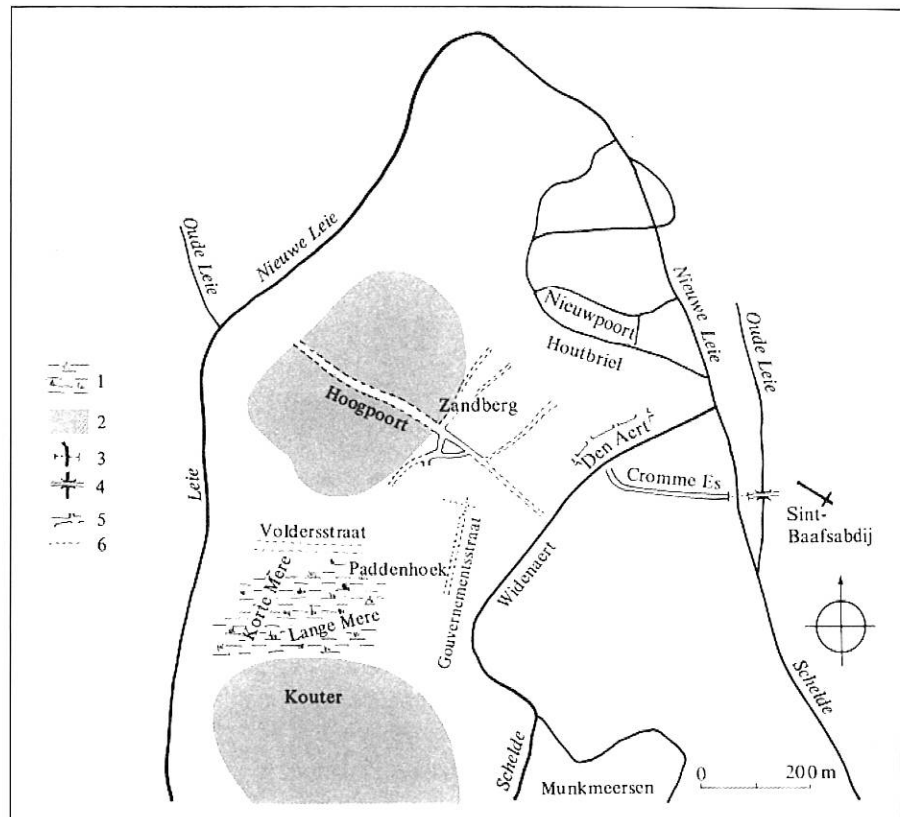 Oude Leie
Nieuwe Leie
Nieuwpoort
Houtbriel
Nieuwe Leie
Oude Leie
Hoogpoort
Zandberg
Den Aert
Cromme Es
Sint-
Baafsabdij
Leie
1
2
3
4
5
6
Voldersstraat
Paddenhoek
Korte Mere
Lange Mere
Gouvernementsstraat
Widenaert
Kouter
Schelde
Schelde
Munkmeersen
0 200 m